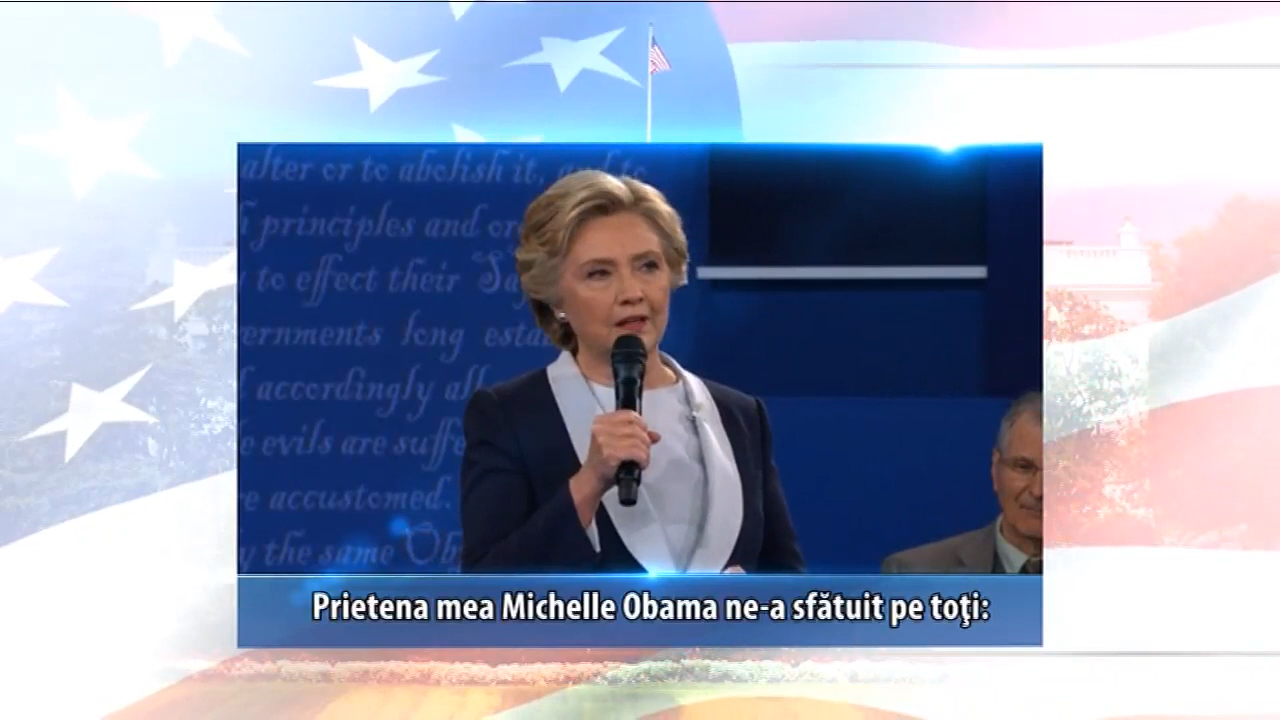 alter or to abolish it, and to
principles and or
to effect their "Sa
ernments long esta
accordingly all
evils are suffe
accustomed.
the same Ob
Prietena mea Michelle Obama ne-a sfătuit pe toţi: